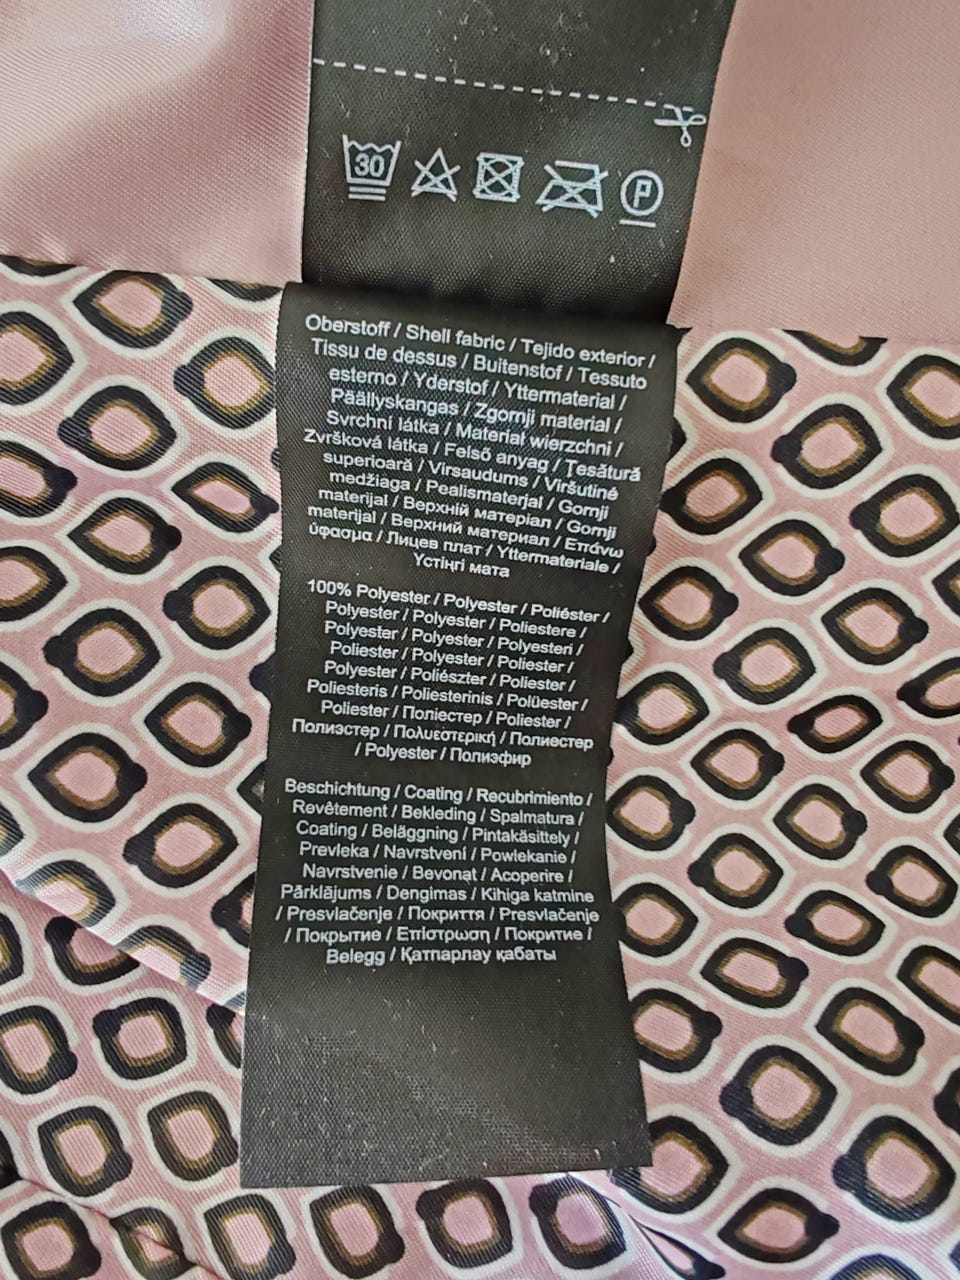 30
P
Oberstoff / Shell fabric / Tejido exterior /
Tissu de dessus / Buitenstof / Tessuto
esterno / Yderstof / Yttermaterial /
Päällyskangas / Zgornji material /
Svrchní látka / Materiał wierzchni /
Zvršková látka / Felső anyag / Țesătură
superioară / Virsaudums / Viršutinė
medžiaga / Pealismaterjal / Gornji
materijal / Верхній матеріал / Gornji
materijal / Верхний материал / Επάνω
ύφασμα / Лицев плат / Yttermateriale /
Үстіңгі мата
100% Polyester / Polyester / Poliéster /
Polyester / Polyester / Poliestere /
Polyester / Polyester / Polyesteri /
Poliester / Polyester / Poliester /
Polyester / Poliészter / Poliester /
Poliesteris / Poliesterinis / Polüester /
Poliester / Поліестер / Poliester /
Полиэстер / Πολυεστερική / Полиестер
/ Polyester / Полиэфир
Beschichtung / Coating / Recubrimiento /
Revêtement / Bekleding / Spalmatura /
Coating / Beläggning / Pintakäsittely /
Prevleka / Navrstvení / Powlekanie /
Navrstvenie / Bevonat / Acoperire /
Pārklājums / Dengimas / Kihiga katmine
/ Presvlačenje / Покриття / Presvlačenje
/ Покрытие / Επίστρωση / Покритие /
Belegg / Қатпарлау қабаты